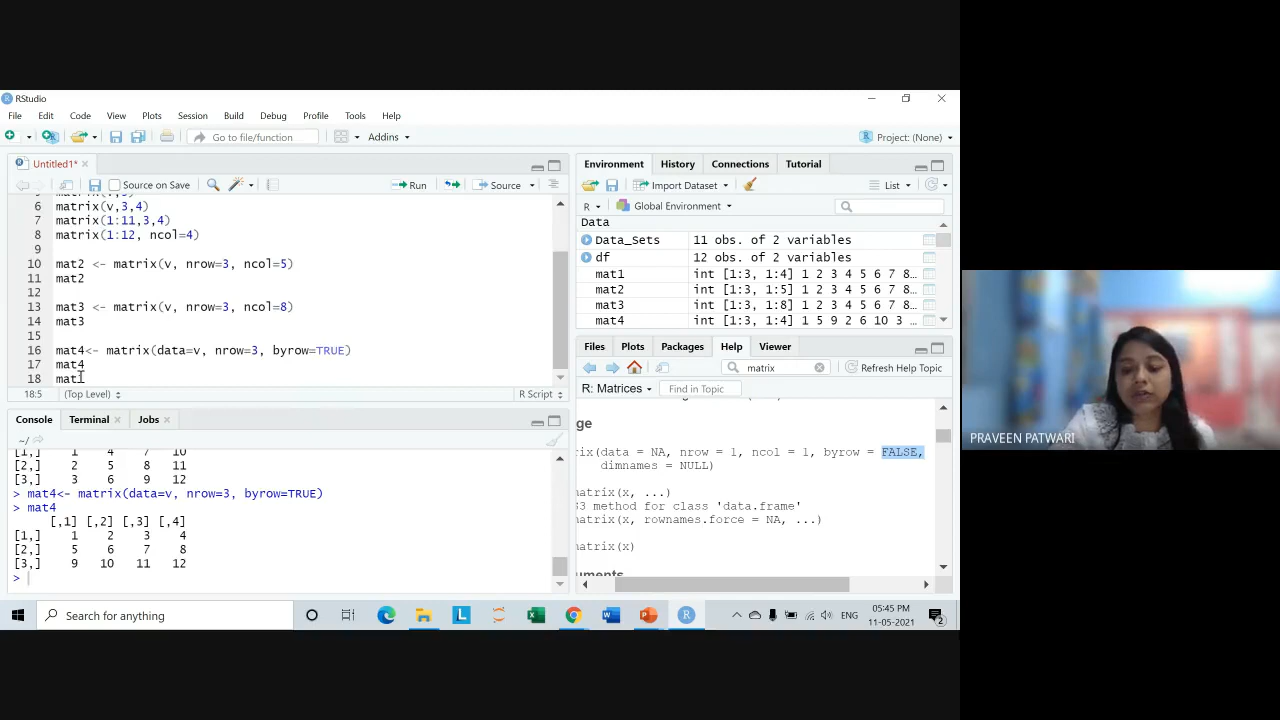 RStudio
File Edit Code View Plots Session Build Debug Profile Tools Help
Go to file/function Addins Project: (None)
Untitled1*
Source on Save Run Source
6 matrix(v,3,4)
7 matrix(1:11,3,4)
8 matrix(1:12, ncol=4)
9
10 mat2 <- matrix(v, nrow=3, ncol=5)
11 mat2
12
13 mat3 <- matrix(v, nrow=3, ncol=8)
14 mat3
15
16 mat4<- matrix(data=v, nrow=3, byrow=TRUE)
17 mat4
18 mat1
18:5 (Top Level) R Script
Console Terminal Jobs
~/
[1,] 1 4 7 10
[2,] 2 5 8 11
[3,] 3 6 9 12
> mat4<- matrix(data=v, nrow=3, byrow=TRUE)
> mat4
[,1] [,2] [,3] [,4]
[1,] 1 2 3 4
[2,] 5 6 7 8
[3,] 9 10 11 12
>
Environment History Connections Tutorial
Import Dataset List
R Global Environment
Data
Data_Sets 11 obs. of 2 variables
df 12 obs. of 2 variables
mat1 int [1:3, 1:4] 1 2 3 4 5 6 7 8…
mat2 int [1:3, 1:5] 1 2 3 4 5 6 7 8…
mat3 int [1:3, 1:8] 1 2 3 4 5 6 7 8…
mat4 int [1:3, 1:4] 1 5 9 2 6 10 3 …
Files Plots Packages Help Viewer
matrix Refresh Help Topic
R: Matrices Find in Topic
ge
rix(data = NA, nrow = 1, ncol = 1, byrow = FALSE,
dimnames = NULL)
matrix(x, ...)
S3 method for class 'data.frame'
matrix(x, rownames.force = NA, ...)
matrix(x)
uments
Search for anything
ENG
05:45 PM
11-05-2021
2
PRAVEEN PATWARI